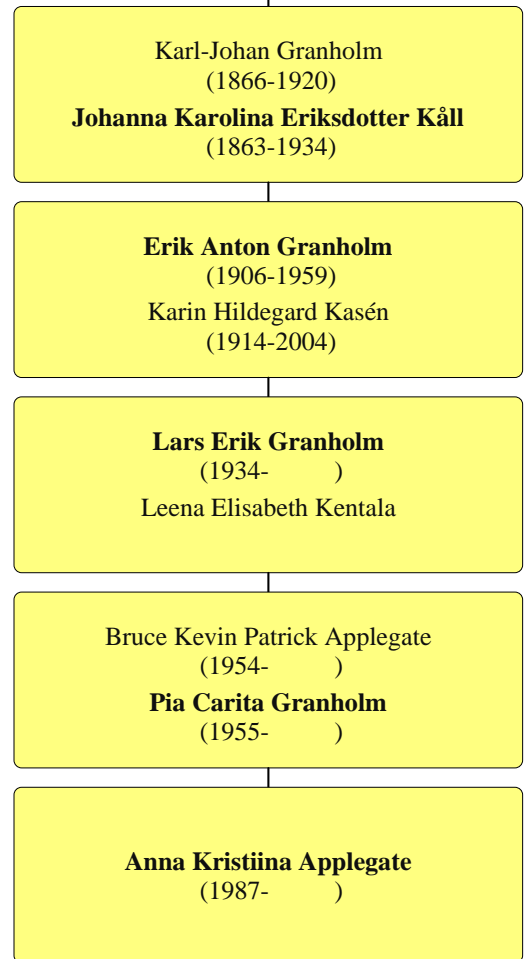 Karl-Johan Granholm
(1866-1920)
Johanna Karolina Eriksdotter Kåll
(1863-1934)
Erik Anton Granholm
(1906-1959)
Karin Hildegard Kasén
(1914-2004)
Lars Erik Granholm
(1934- )
Leena Elisabeth Kentala
Bruce Kevin Patrick Applegate
(1954- )
Pia Carita Granholm
(1955- )
Anna Kristiina Applegate
(1987- )